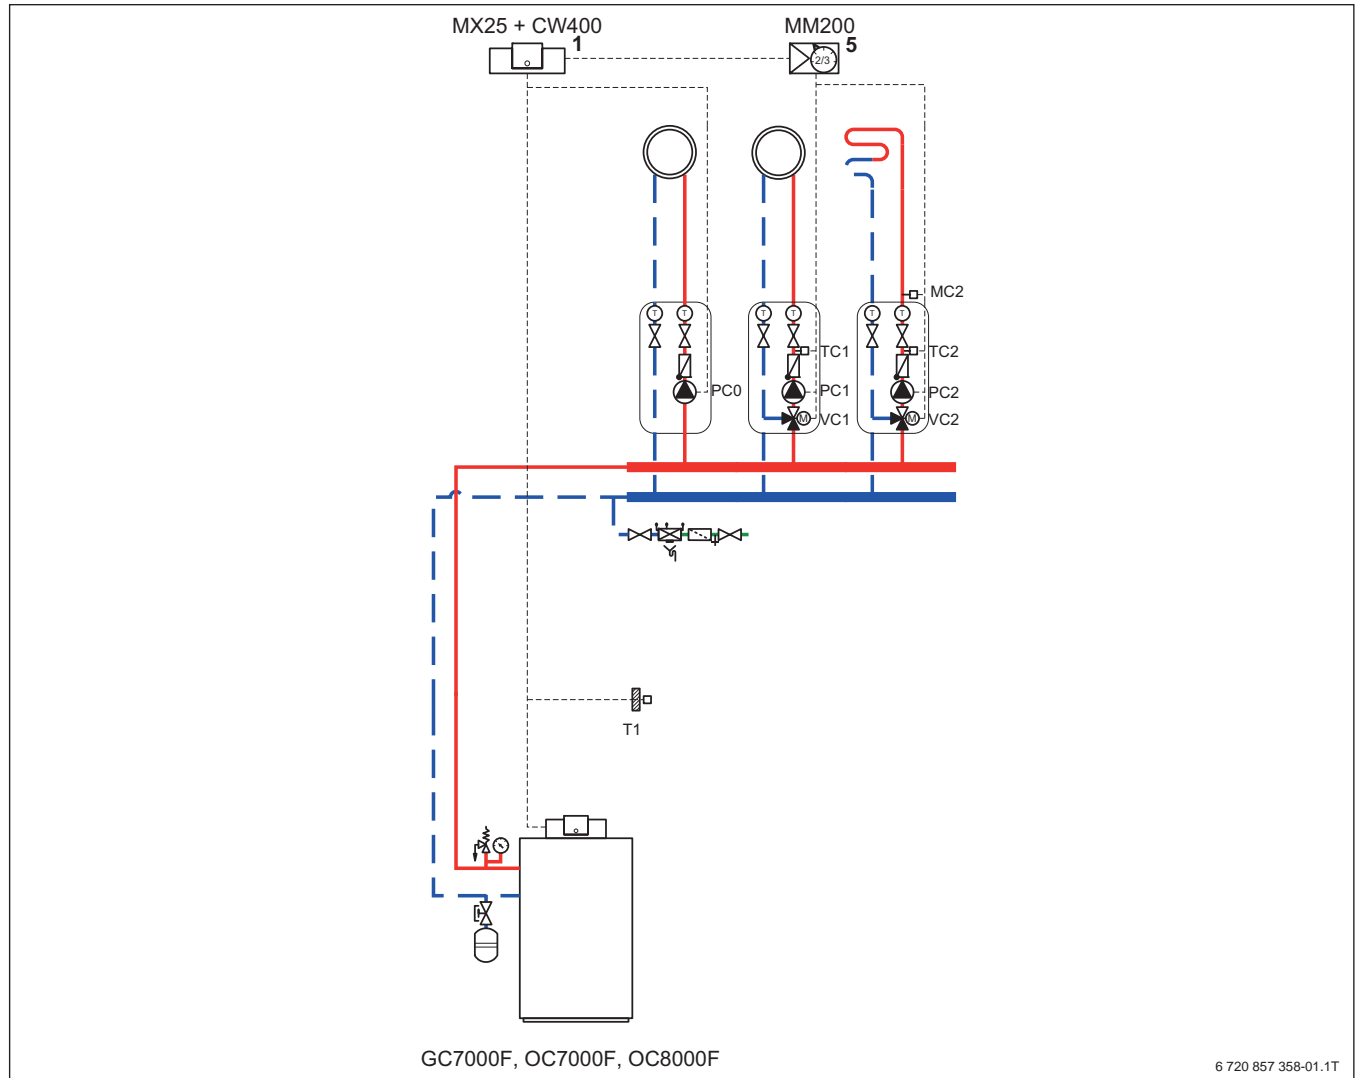 MX25 + CW400
1
MM200
5
2/3
MC2
T T T T T T
TC1
TC2
PC0
PC1
PC2
M
VC1
M
VC2
T1
GC7000F, OC7000F, OC8000F
6 720 857 358-01.1T